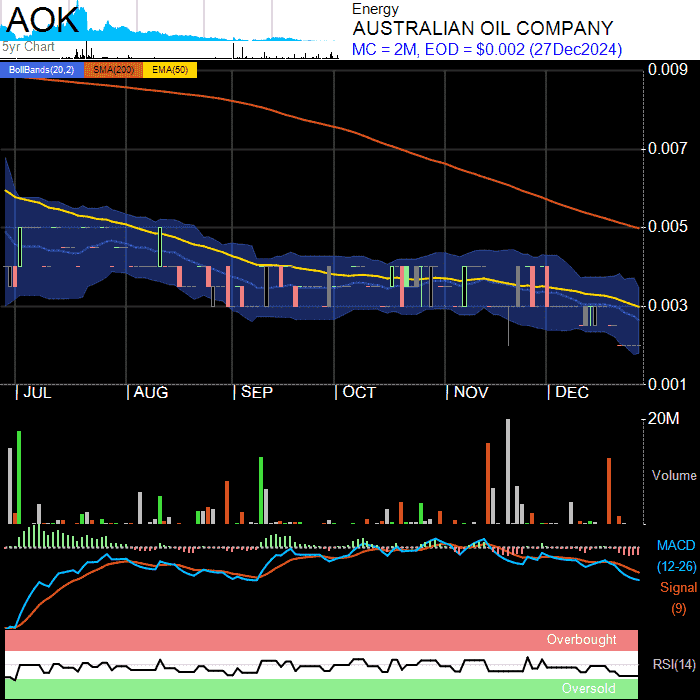 AOK
5yr Chart
Energy
AUSTRALIAN OIL COMPANY
MC = 2M, EOD = $0.002 (27Dec2024)
BollBands(20,2) SMA(200) EMA(50)
0.009
0.007
0.005
0.003
0.001
JUL AUG SEP OCT NOV DEC
20M
Volume
MACD
(12-26)
Signal
(9)
Overbought
RSI(14)
Oversold